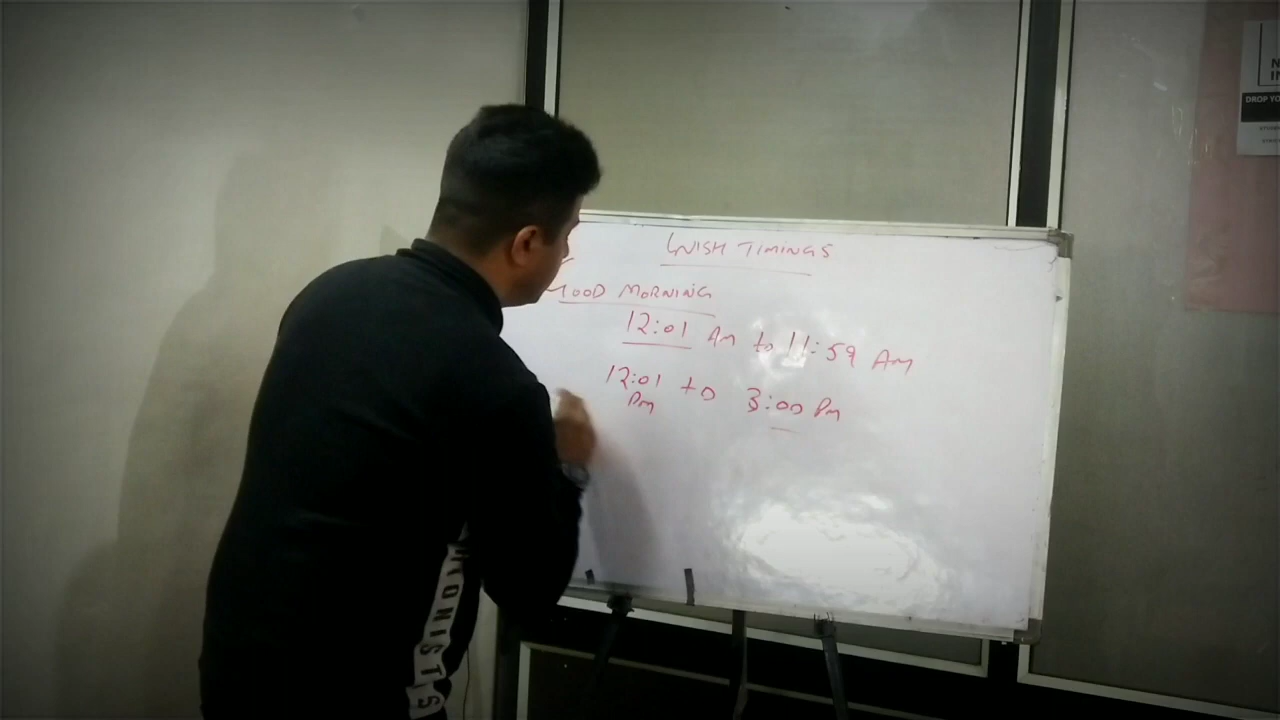 WISH TIMINGS
GOOD MORNING
12:01 Am to 11:59 Am
12:01 to 3:00 Pm
Pm
DROP YO